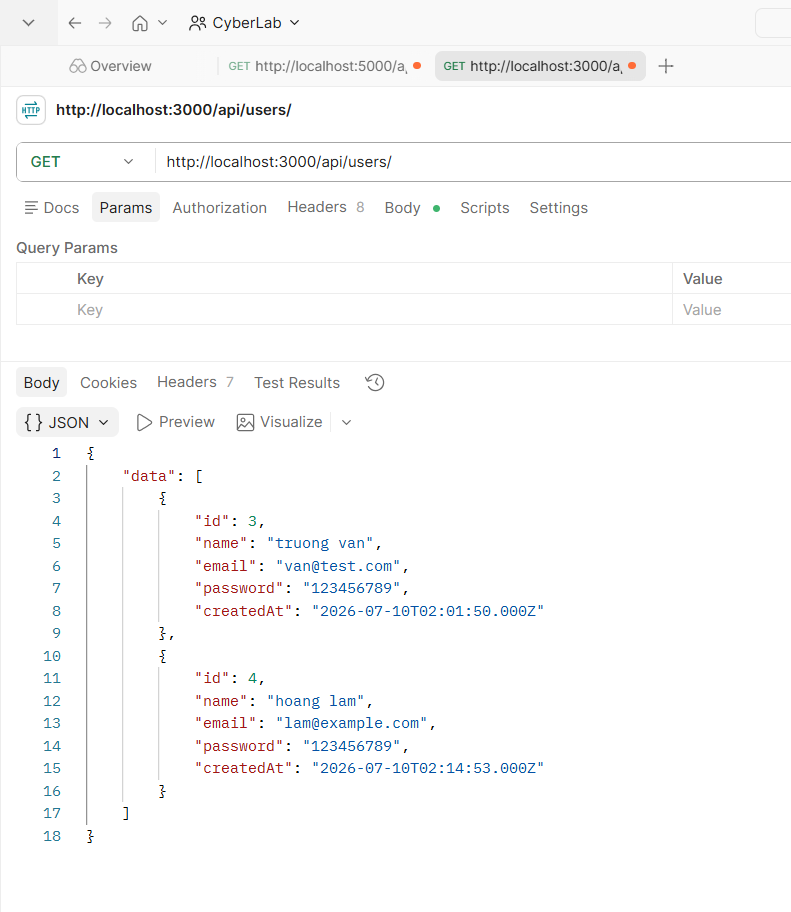 CyberLab
Overview GET http://localhost:5000/a GET http://localhost:3000/a
HTTP http://localhost:3000/api/users/
GET http://localhost:3000/api/users/
Docs Params Authorization Headers 8 Body Scripts Settings
Query Params
Key Value
Key Value
Body Cookies Headers 7 Test Results
{} JSON Preview Visualize
1 {
2 "data": [
3 {
4 "id": 3,
5 "name": "truong van",
6 "email": "van@test.com",
7 "password": "123456789",
8 "createdAt": "2026-07-10T02:01:50.000Z"
9 },
10 {
11 "id": 4,
12 "name": "hoang lam",
13 "email": "lam@example.com",
14 "password": "123456789",
15 "createdAt": "2026-07-10T02:14:53.000Z"
16 }
17 ]
18 }